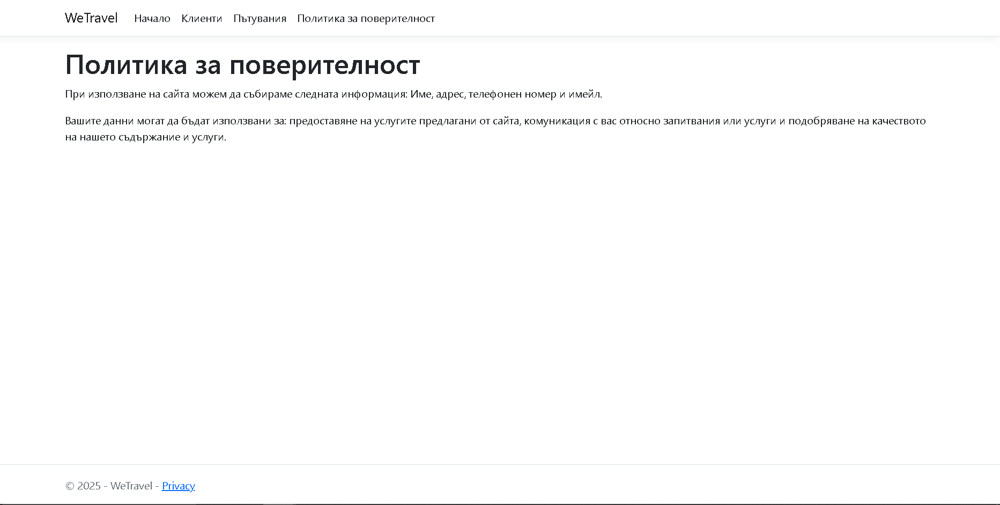 WeTravel Начало Клиенти Пътувания Политика за поверителност
Политика за поверителност
При използване на сайта можем да събираме следната информация: Име, адрес, телефонен номер и имейл.
Вашите данни могат да бъдат използвани за: предоставяне на услугите предлагани от сайта, комуникация с вас относно запитвания или услуги и подобряване на качеството
на нашето съдържание и услуги.
© 2025 - WeTravel - Privacy